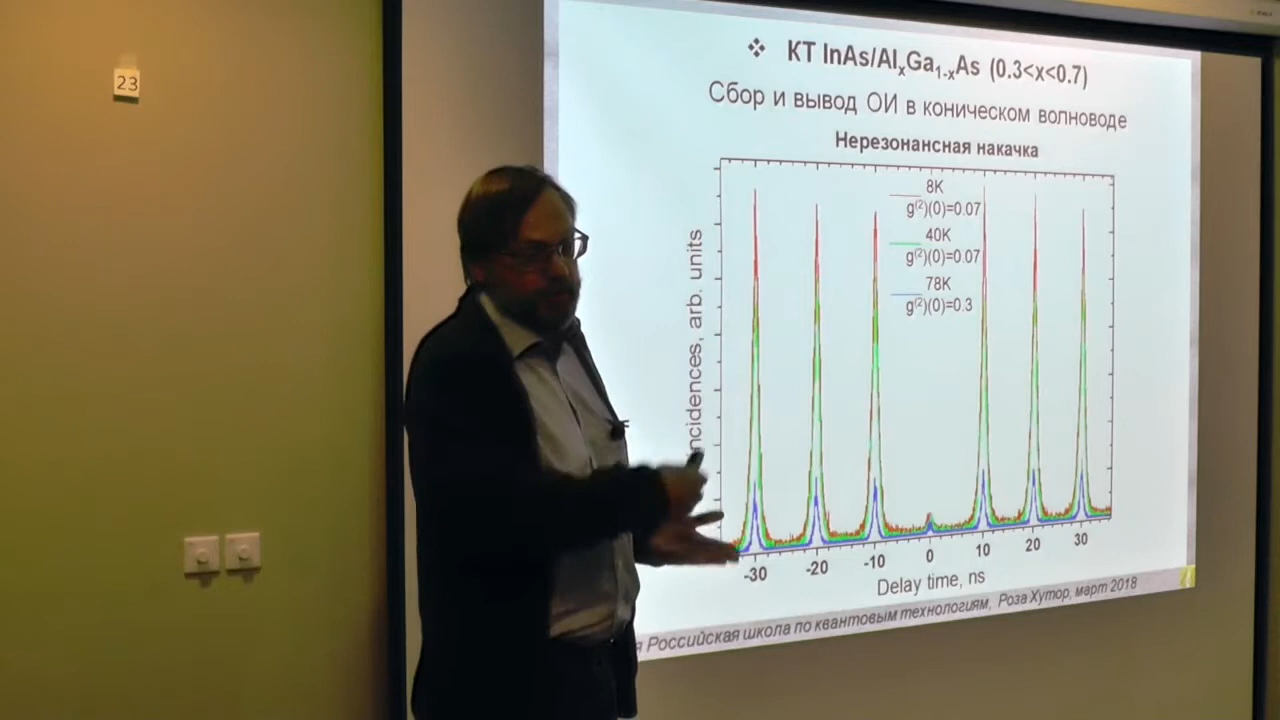 23
❖ КТ InAs/AlₓGa₁₋ₓAs (0.3<x<0.7)
Сбор и вывод ОИ в коническом волноводе
Нерезонансная накачка
8K
g⁽²⁾(0)=0.07
40K
g⁽²⁾(0)=0.07
78K
g⁽²⁾(0)=0.3
arb. units
-30 -20 -10 0 10 20 30
Delay time, ns
Российская школа по квантовым технологиям, Роза Хутор, март 2018